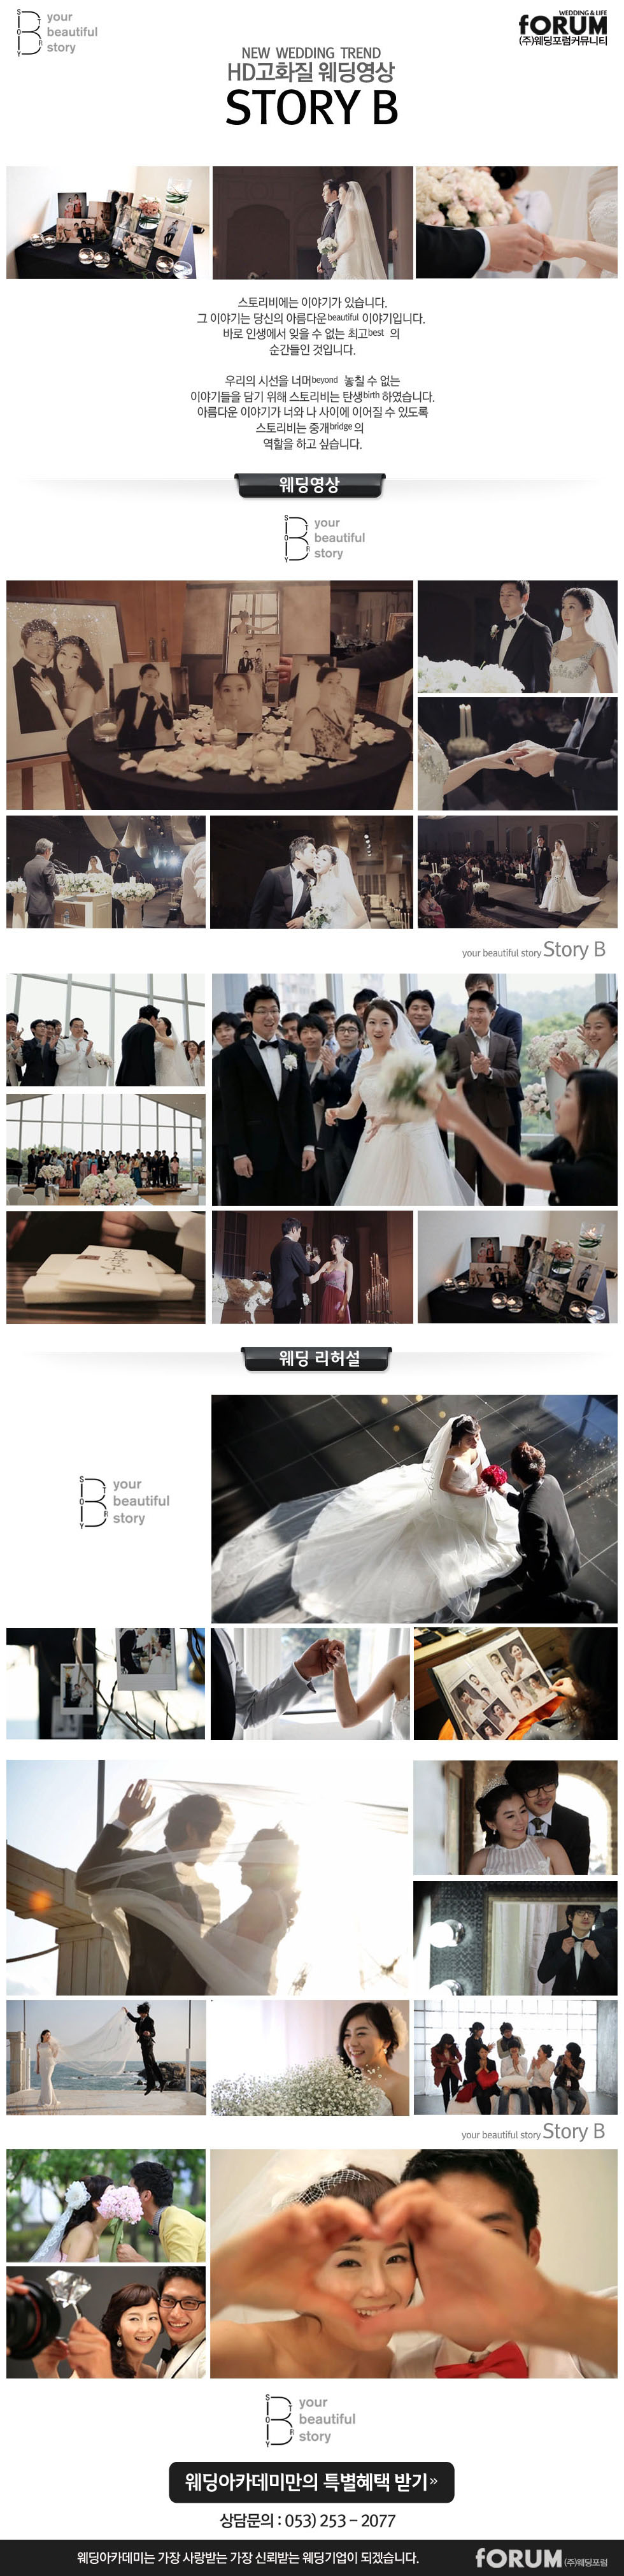 STORY B
your
beautiful
story
WEDDING & LIFE
fORUM
(주)웨딩포럼커뮤니티
NEW WEDDING TREND
HD고화질 웨딩영상
STORY B
스토리비에는 이야기가 있습니다.
그 이야기는 당신의 아름다운beautiful 이야기입니다.
바로 인생에서 잊을 수 없는 최고best 의
순간들인 것입니다.
우리의 시선을 너머beyond 놓칠 수 없는
이야기들을 담기 위해 스토리비는 탄생birth 하였습니다.
아름다운 이야기가 너와 나 사이에 이어질 수 있도록
스토리비는 중개bridge 의
역할을 하고 싶습니다.
웨딩영상
STORY B
your
beautiful
story
your beautiful story Story B
웨딩 리허설
STORY B
your
beautiful
story
your beautiful story Story B
STORY B
your
beautiful
story
웨딩아카데미만의 특별혜택 받기»
상담문의 : 053) 253 - 2077
웨딩아카데미는 가장 사랑받는 가장 신뢰받는 웨딩기업이 되겠습니다.
fORUM (주)웨딩포럼